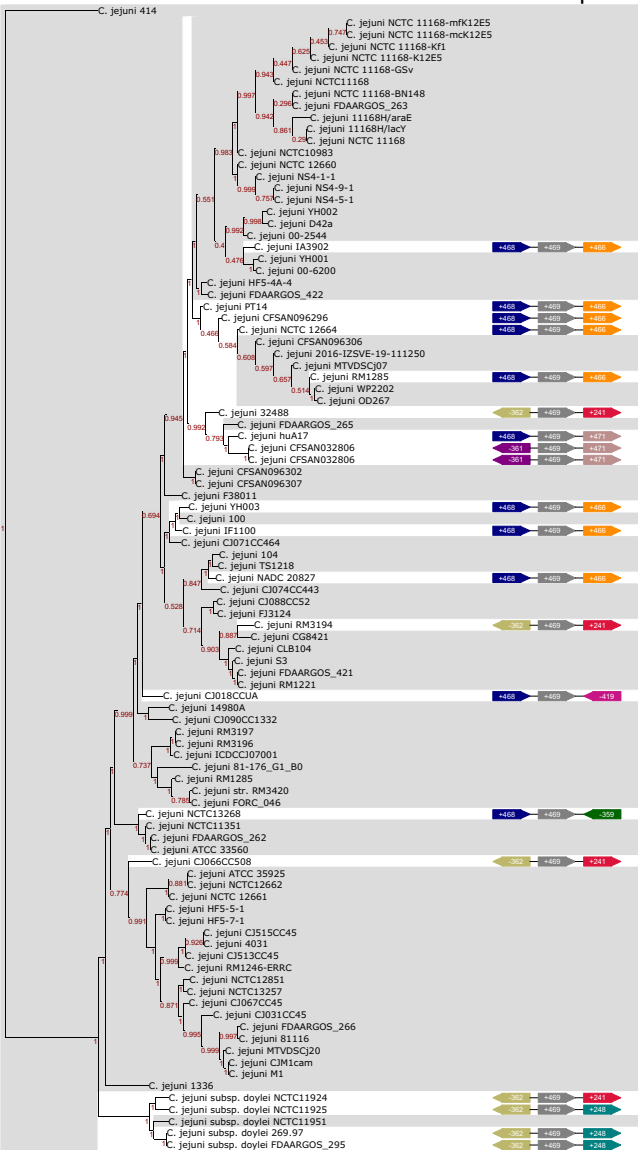 C. jejuni 414
C. jejuni NCTC 11168-mfK12E5
0.747
C. jejuni NCTC 11168-mcK12E5
0.453
C. jejuni NCTC 11168-Kf1
0.625
C. jejuni NCTC 11168-K12E5
0.447
C. jejuni NCTC 11168-GSv
0.943
C. jejuni NCTC11168
0.997
C. jejuni NCTC 11168-BN148
0.296
C. jejuni FDAARGOS_263
0.942
C. jejuni 11168H/araE
0.861
C. jejuni 11168H/lacY
0.29
C. jejuni NCTC 11168
0.983
C. jejuni NCTC10983
C. jejuni NCTC 12660
1
C. jejuni NS4-1-1
0.999
C. jejuni NS4-9-1
0.757
C. jejuni NS4-5-1
0.551
C. jejuni YH002
0.998
C. jejuni D42a
0.992
C. jejuni 00-2544
0.4
C. jejuni IA3902 +468 +469 +466
0.476
C. jejuni YH001
1
C. jejuni 00-6200
C. jejuni HF5-4A-4
1
C. jejuni FDAARGOS_422
C. jejuni PT14 +468 +469 +466
C. jejuni CFSAN096296 +468 +469 +466
0.466
C. jejuni NCTC 12664 +468 +469 +466
0.584
C. jejuni CFSAN096306
0.608
C. jejuni 2016-IZSVE-19-111250
0.597
C. jejuni MTVDSCj07
0.657
C. jejuni RM1285 +468 +469 +466
0.514
C. jejuni WP2202
1
C. jejuni OD267
0.945
C. jejuni 32488 -362 +469 +241
0.992
C. jejuni FDAARGOS_265
0.793
C. jejuni huA17 +468 +469 +471
C. jejuni CFSAN032806 -361 +469 +471
1
C. jejuni CFSAN032806 -361 +469 +471
C. jejuni CFSAN096302
1
C. jejuni CFSAN096307
C. jejuni F38011
C. jejuni YH003 +468 +469 +466
0.694
C. jejuni 100
C. jejuni IF1100 +468 +469 +466
C. jejuni CJ071CC464
C. jejuni 104
1
C. jejuni TS1218
C. jejuni NADC 20827 +468 +469 +466
0.847
C. jejuni CJ074CC443
0.528
C. jejuni CJ088CC52
C. jejuni FJ3124
C. jejuni RM3194 -362 +469 +241
0.714
0.887
C. jejuni CG8421
0.903
C. jejuni CLB104
C. jejuni S3
C. jejuni FDAARGOS_421
C. jejuni RM1221
C. jejuni CJ018CCUA +468 +469 -419
C. jejuni 14980A
0.999
C. jejuni CJ090CC1332
C. jejuni RM3197
C. jejuni RM3196
C. jejuni ICDCCJ07001
0.737
C. jejuni 81-176_G1_B0
C. jejuni RM1285
C. jejuni str. RM3420
0.785
C. jejuni FORC_046
C. jejuni NCTC13268 +468 +469 -359
C. jejuni NCTC11351
C. jejuni FDAARGOS_262
C. jejuni ATCC 33560
C. jejuni CJ066CC508 -362 +469 +241
C. jejuni ATCC 35925
0.881
C. jejuni NCTC12662
0.774
C. jejuni NCTC 12661
C. jejuni HF5-5-1
0.991
C. jejuni HF5-7-1
C. jejuni CJ515CC45
0.926
C. jejuni 4031
C. jejuni CJ513CC45
0.999
C. jejuni RM1246-ERRC
C. jejuni NCTC12851
C. jejuni NCTC13257
0.871
C. jejuni CJ067CC45
C. jejuni CJ031CC45
C. jejuni FDAARGOS_266
0.995
0.997
C. jejuni 81116
0.999
C. jejuni MTVDSCj20
C. jejuni CJM1cam
C. jejuni M1
C. jejuni 1336
C. jejuni subsp. doylei NCTC11924 -362 +469 +241
C. jejuni subsp. doylei NCTC11925 -362 +469 +248
C. jejuni subsp. doylei NCTC11951
C. jejuni subsp. doylei 269.97 -362 +469 +248
C. jejuni subsp. doylei FDAARGOS_295 -362 +469 +248